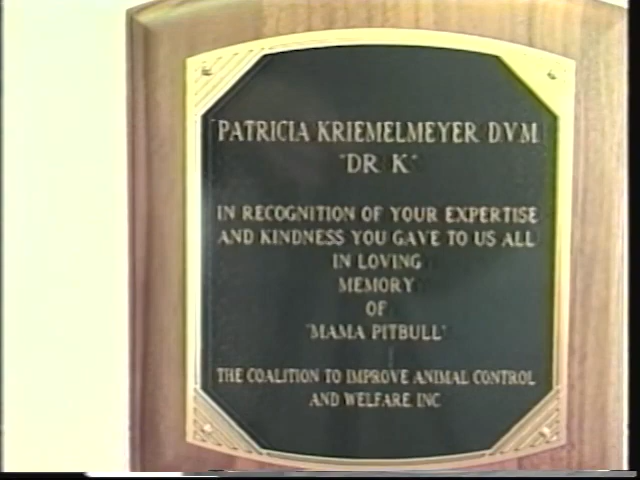 PATRICIA KRIEMELMEYER D.V.M.
"DR K"
IN RECOGNITION OF YOUR EXPERTISE
AND KINDNESS YOU GAVE TO US ALL
IN LOVING
MEMORY
OF
"MAMA PITBULL"
THE COALITION TO IMPROVE ANIMAL CONTROL
AND WELFARE INC